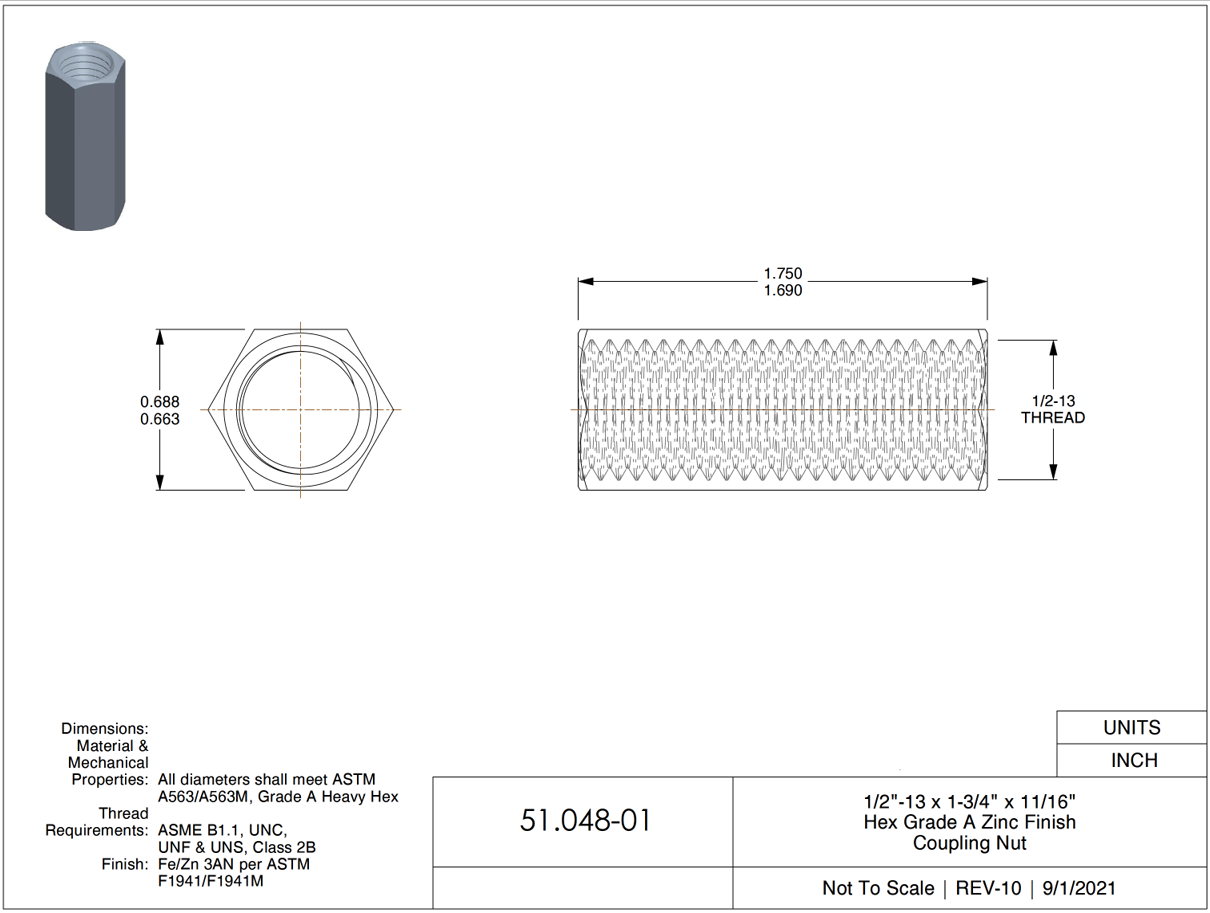 1.750
1.690
0.688
0.663
1/2-13
THREAD
Dimensions:
Material &
Mechanical
Properties: All diameters shall meet ASTM
A563/A563M, Grade A Heavy Hex
Thread
Requirements: ASME B1.1, UNC,
UNF & UNS, Class 2B
Finish: Fe/Zn 3AN per ASTM
F1941/F1941M
UNITS
INCH
51.048-01
1/2"-13 x 1-3/4" x 11/16"
Hex Grade A Zinc Finish
Coupling Nut
Not To Scale | REV-10 | 9/1/2021